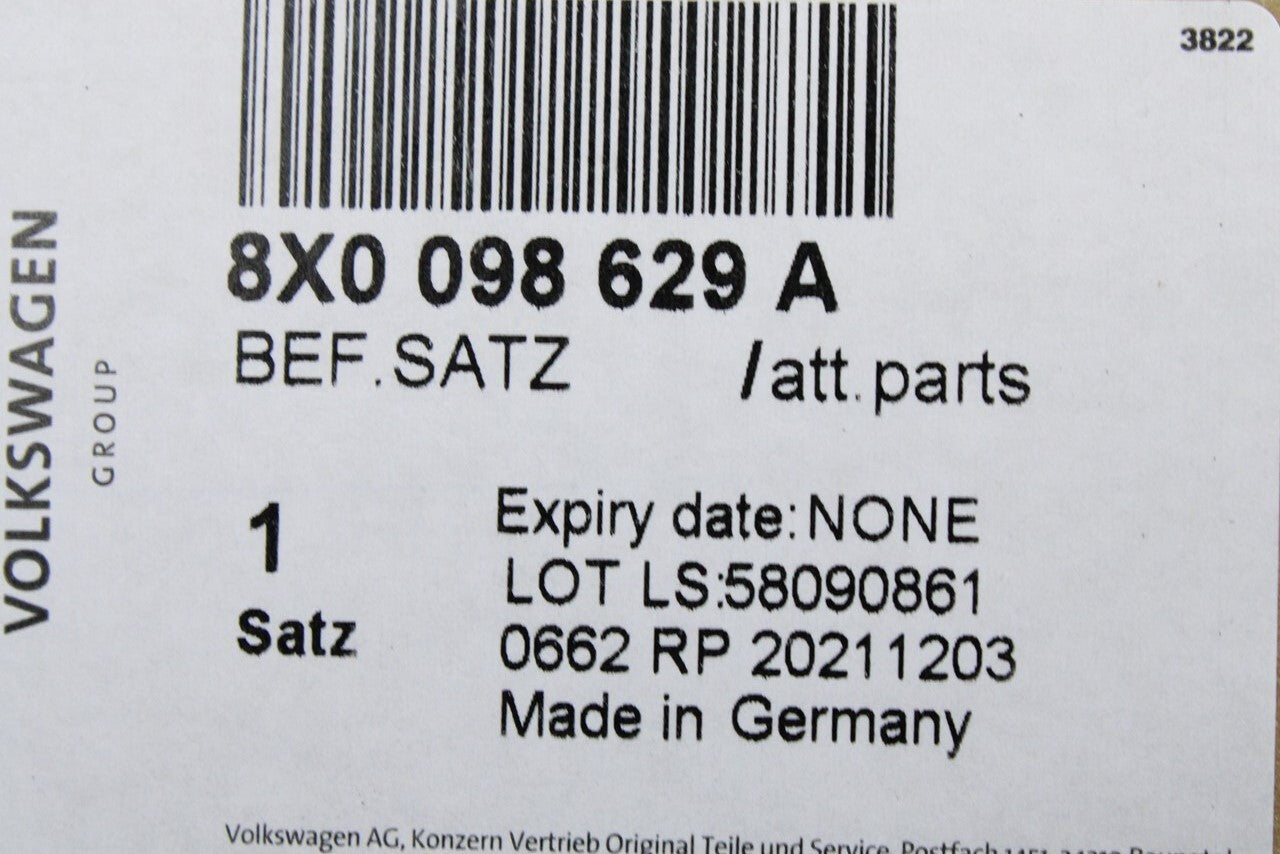 3822
VOLKSWAGEN
GROUP
8X0 098 629 A
BEF.SATZ /att.parts
1
Satz
Expiry date:NONE
LOT LS:58090861
0662 RP 20211203
Made in Germany
Volkswagen AG, Konzern Vertrieb Original Teile und Service, Postfach